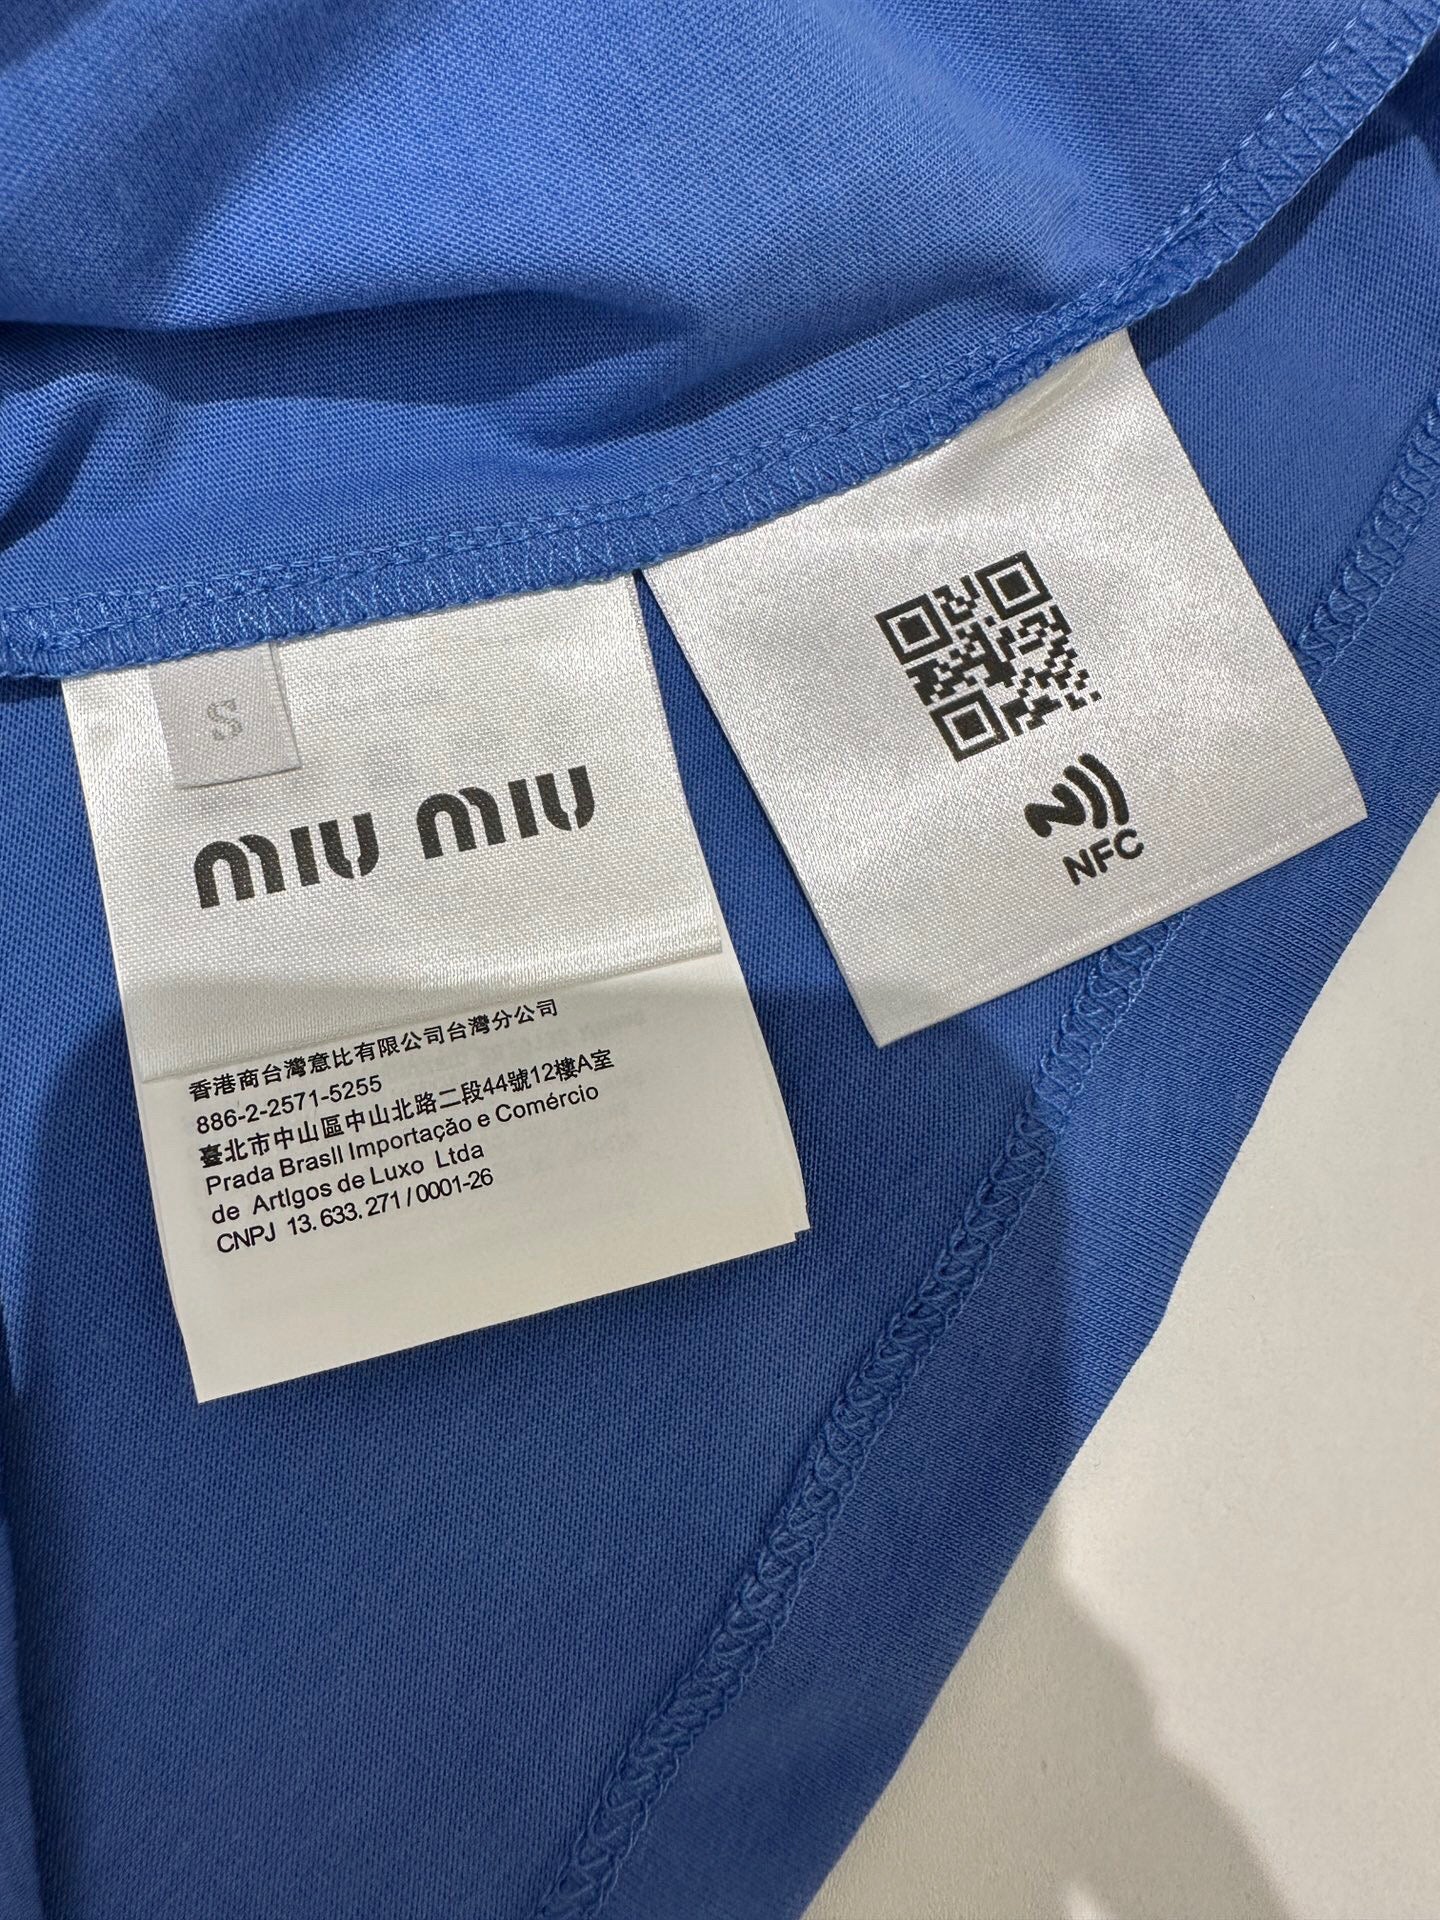 S
miu miu
香港商台灣意比有限公司台灣分公司
886-2-2571-5255
臺北市中山區中山北路二段44號12樓A室
Prada Brasll Importação e Comércio
de Artlgos de Luxo Ltda
CNPJ 13.633.271/0001-26
NFC